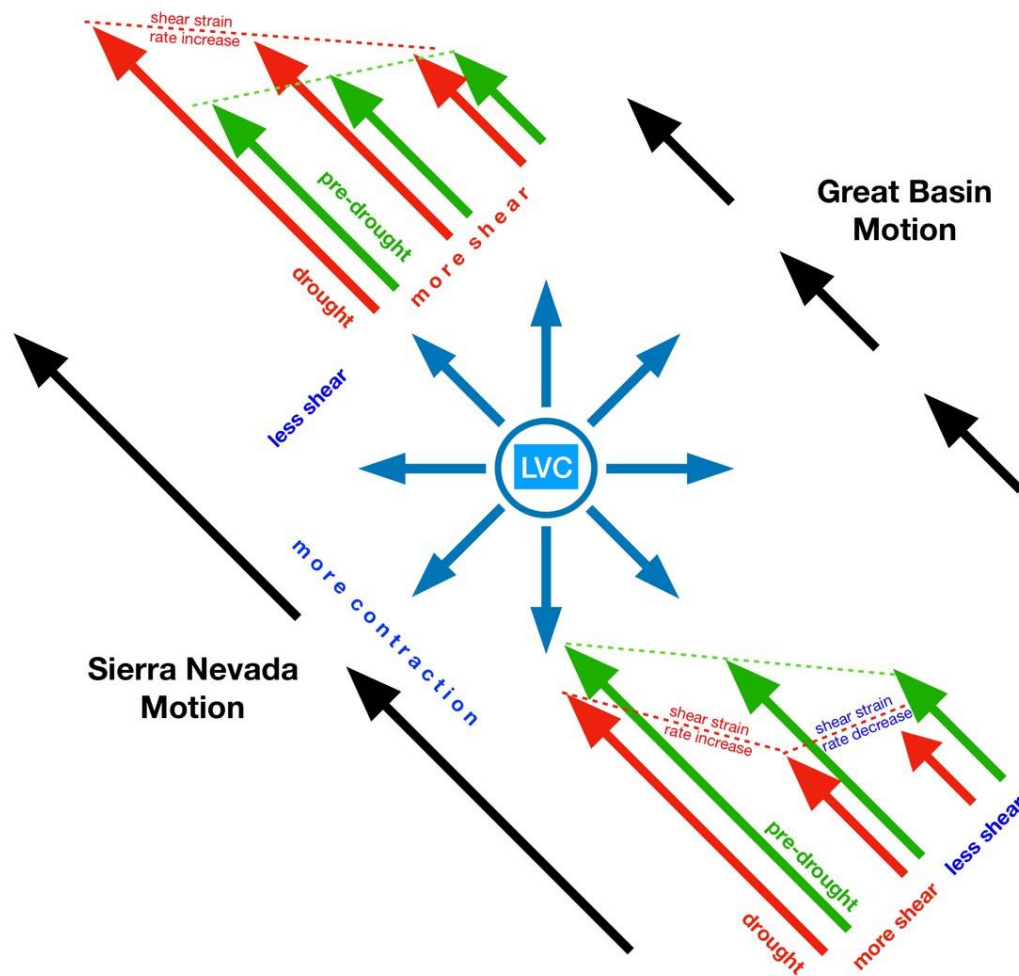 shear strain
rate increase
pre-drought
drought
more shear
Great Basin
Motion
less shear
LVC
more contraction
Sierra Nevada
Motion
shear strain
rate increase
shear strain
rate decrease
pre-drought
drought
more shear
less shear